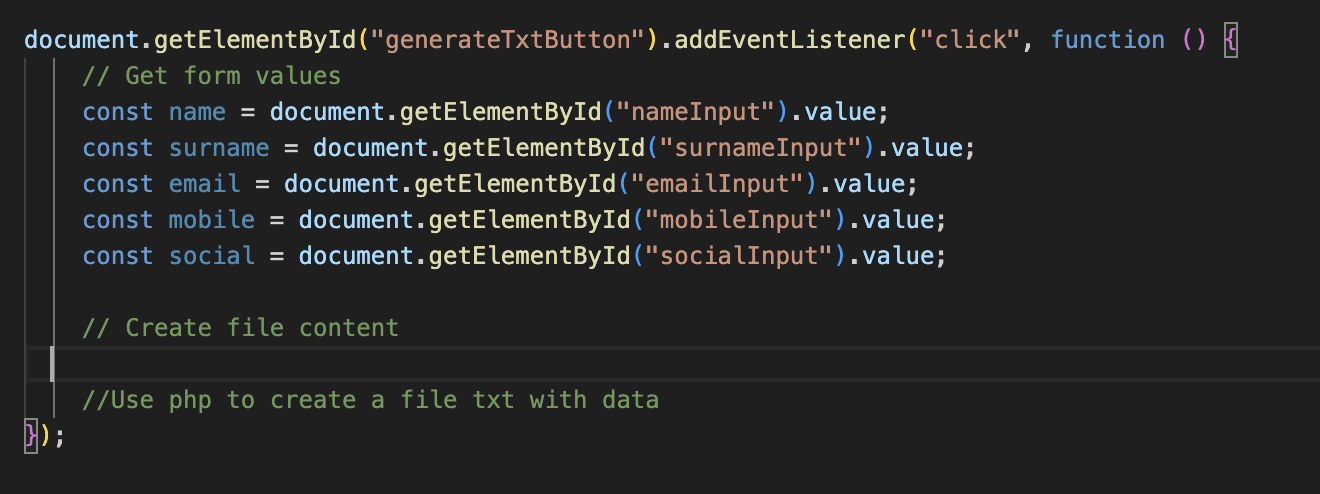 document.getElementById("generateTxtButton").addEventListener("click", function () {
    // Get form values
    const name = document.getElementById("nameInput").value;
    const surname = document.getElementById("surnameInput").value;
    const email = document.getElementById("emailInput").value;
    const mobile = document.getElementById("mobileInput").value;
    const social = document.getElementById("socialInput").value;
    // Create file content
    //Use php to create a file txt with data
});